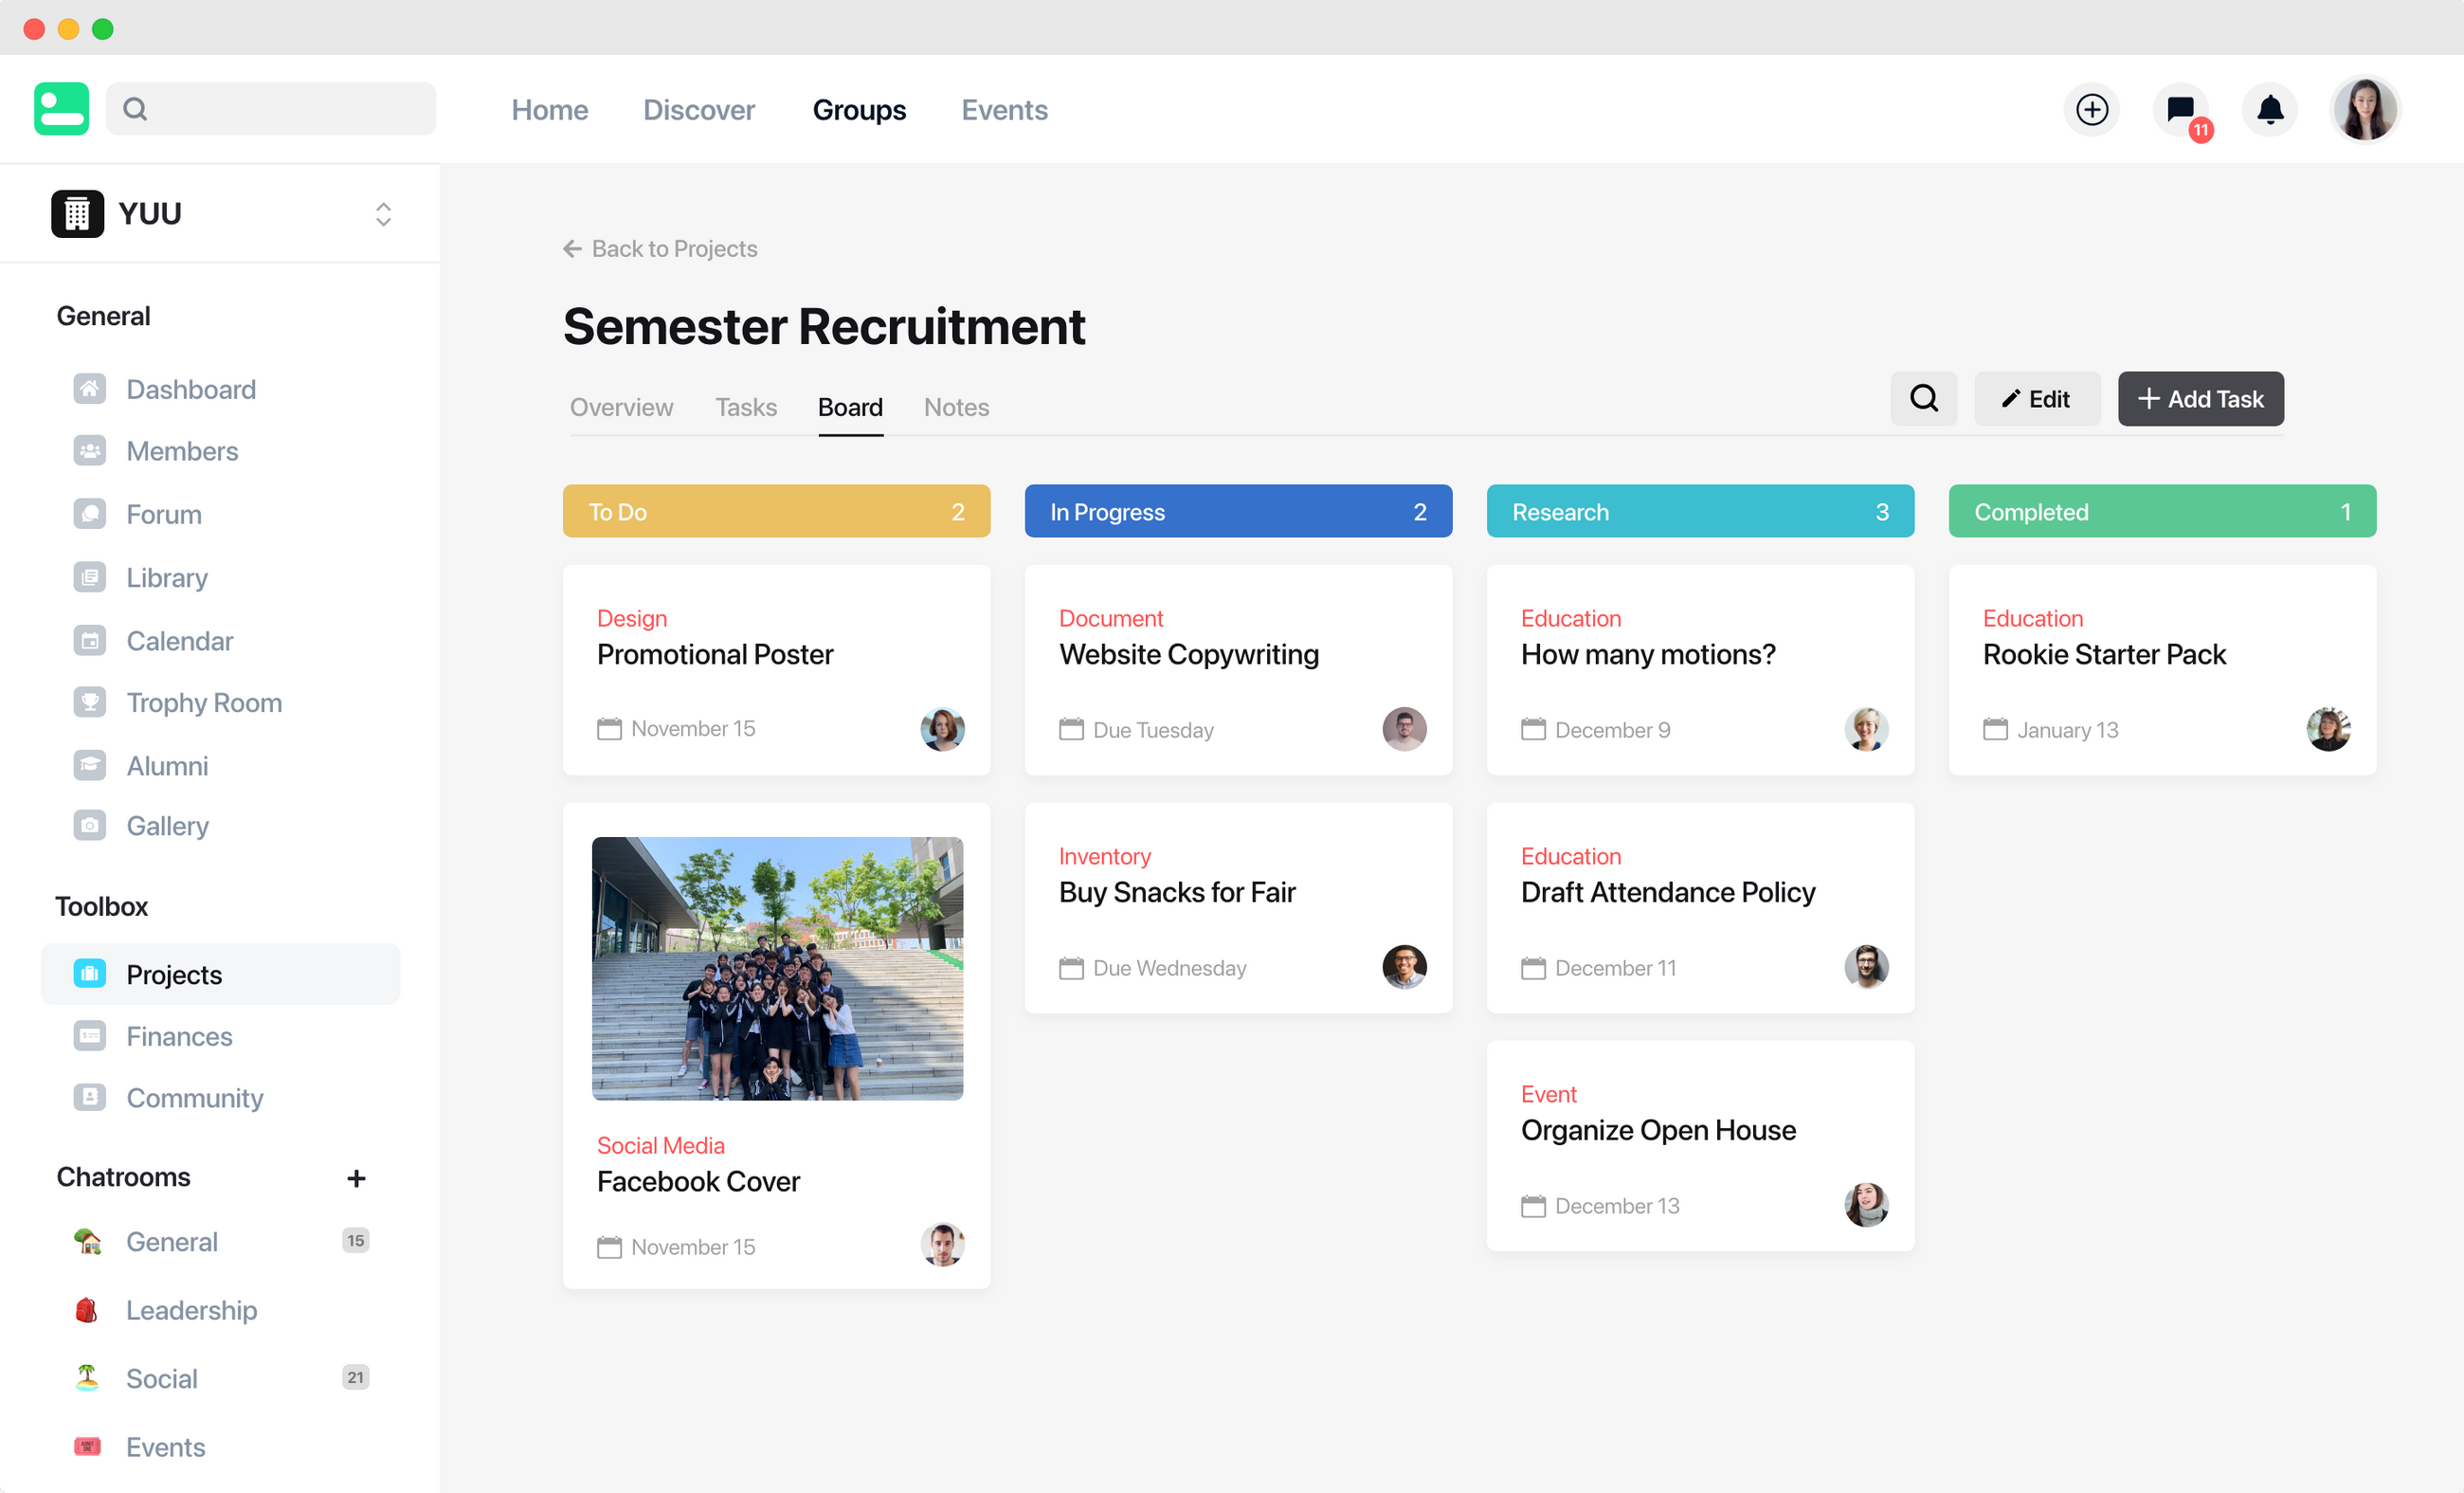 Home
Discover
Groups
Events
11
YUU
General
Dashboard
Members
Forum
Library
Calendar
Trophy Room
Alumni
Gallery
Toolbox
Projects
Finances
Community
Chatrooms
General
15
Leadership
Social
21
Events
Back to Projects
Semester Recruitment
Overview
Tasks
Board
Notes
Edit
Add Task
To Do
2
Design
Promotional Poster
November 15
Social Media
Facebook Cover
November 15
In Progress
2
Document
Website Copywriting
Due Tuesday
Inventory
Buy Snacks for Fair
Due Wednesday
Research
3
Education
How many motions?
December 9
Education
Draft Attendance Policy
December 11
Event
Organize Open House
December 13
Completed
1
Education
Rookie Starter Pack
January 13